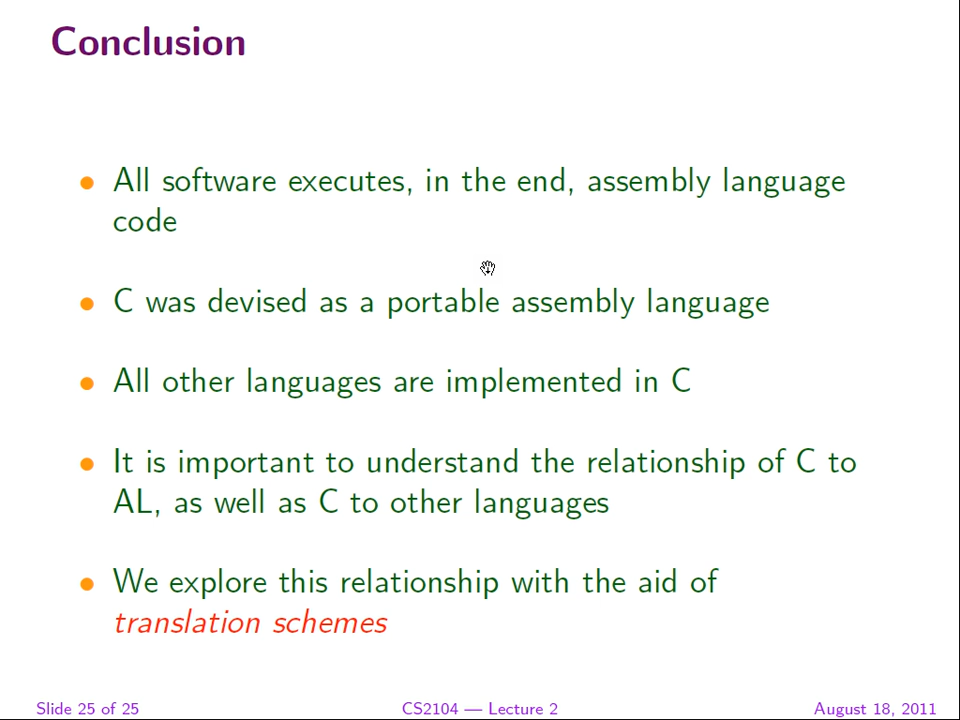 Conclusion
• All software executes, in the end, assembly language
code
• C was devised as a portable assembly language
• All other languages are implemented in C
• It is important to understand the relationship of C to
AL, as well as C to other languages
• We explore this relationship with the aid of
translation schemes
Slide 25 of 25 CS2104 — Lecture 2 August 18, 2011